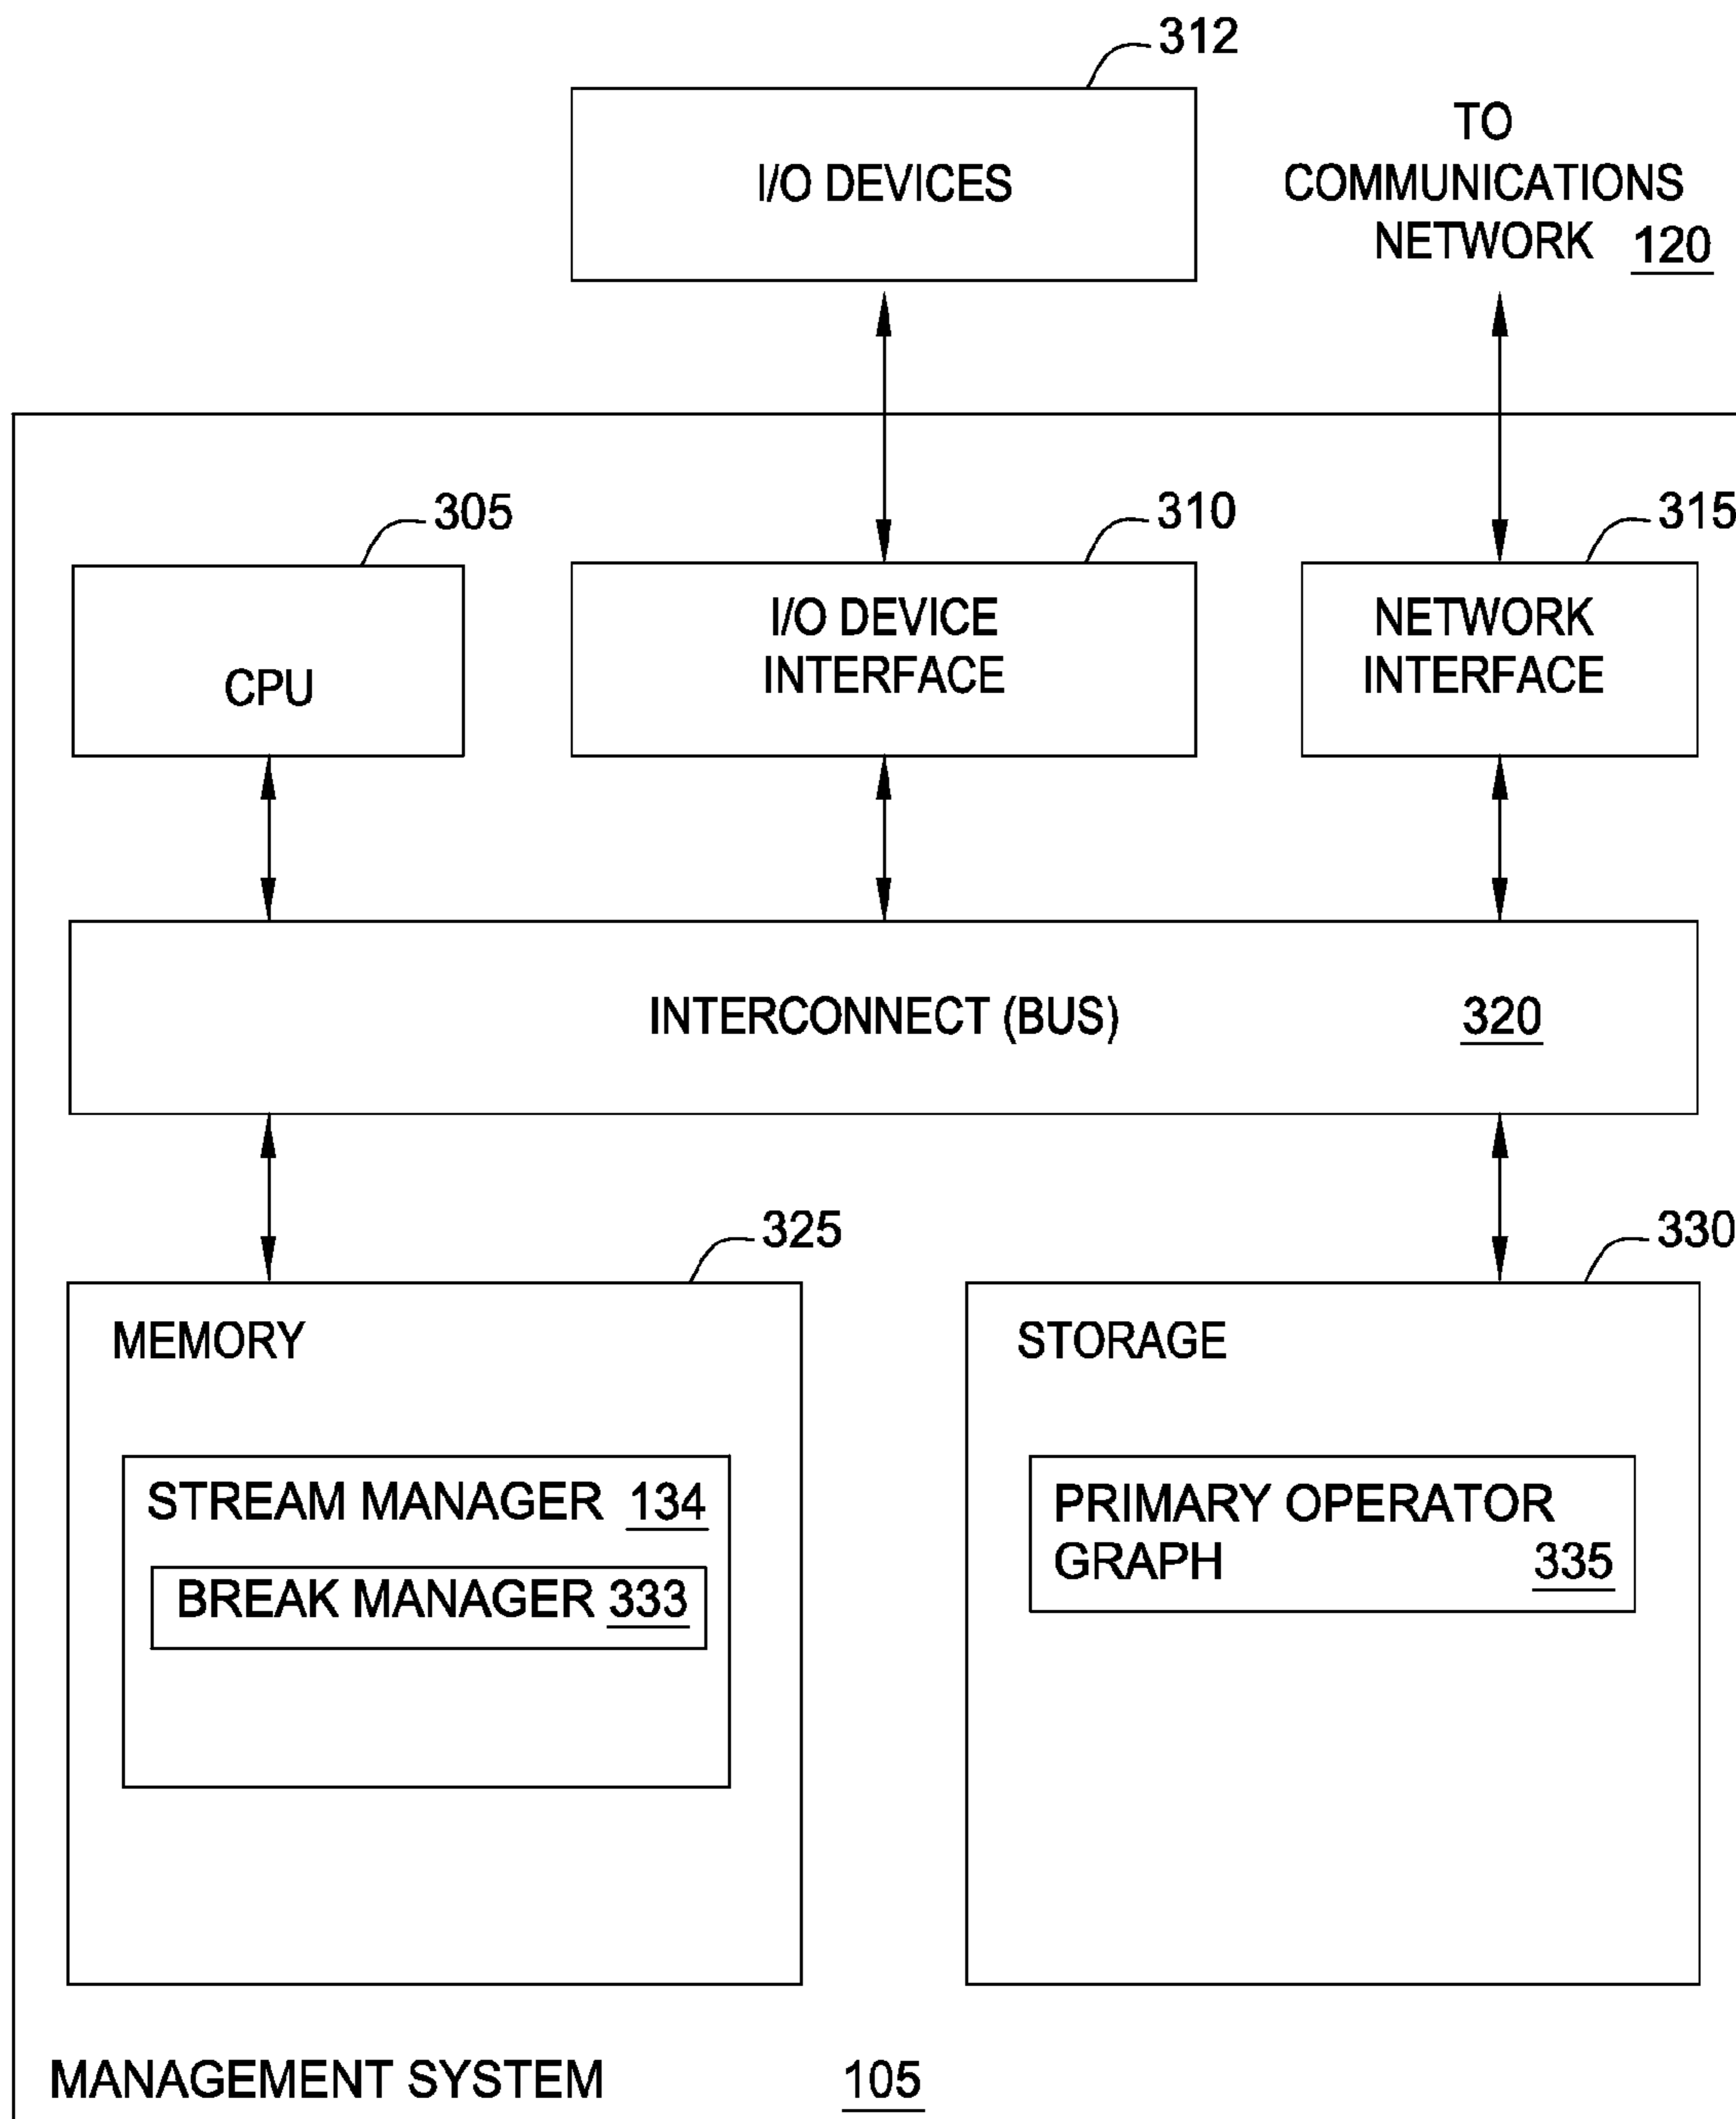 312
I/O DEVICES
TO
COMMUNICATIONS
NETWORK 120
305
310
315
CPU
I/O DEVICE
INTERFACE
NETWORK
INTERFACE
INTERCONNECT (BUS) 320
325
330
MEMORY
STREAM MANAGER 134
BREAK MANAGER 333
STORAGE
PRIMARY OPERATOR
GRAPH 335
MANAGEMENT SYSTEM 105